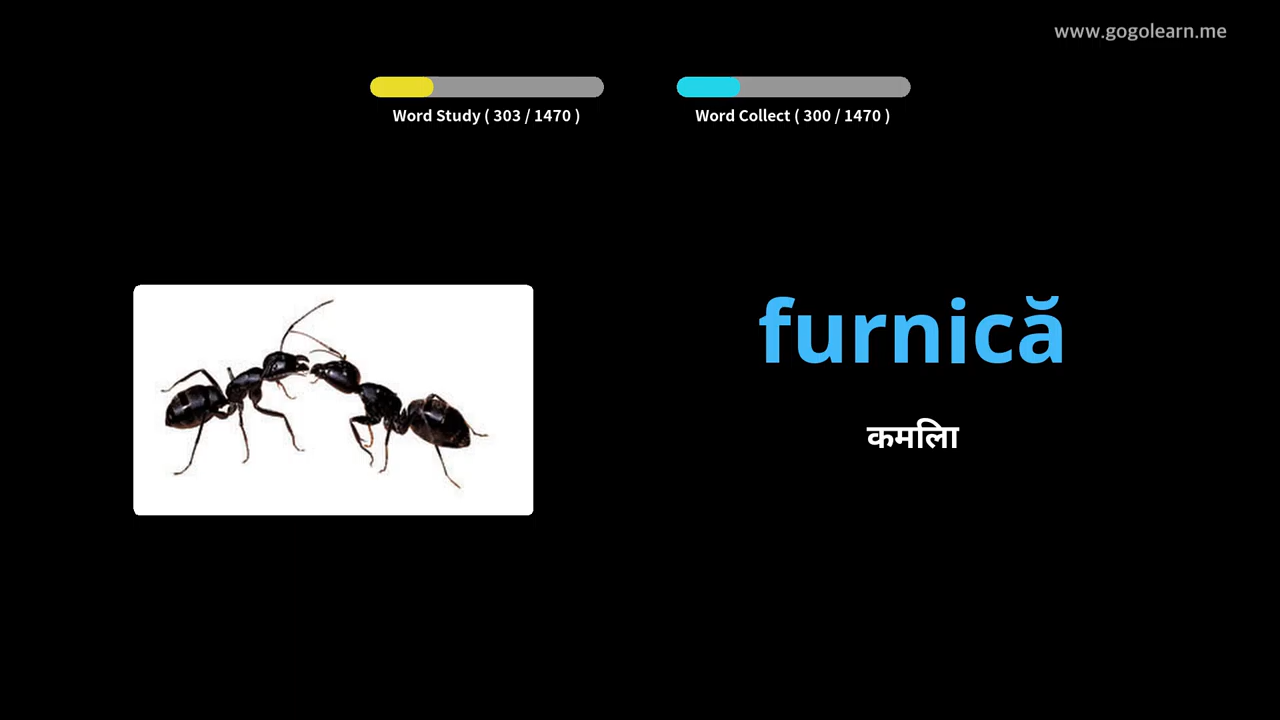 www.gogolearn.me
Word Study ( 303 / 1470 )
Word Collect ( 300 / 1470 )
furnică
कमिला